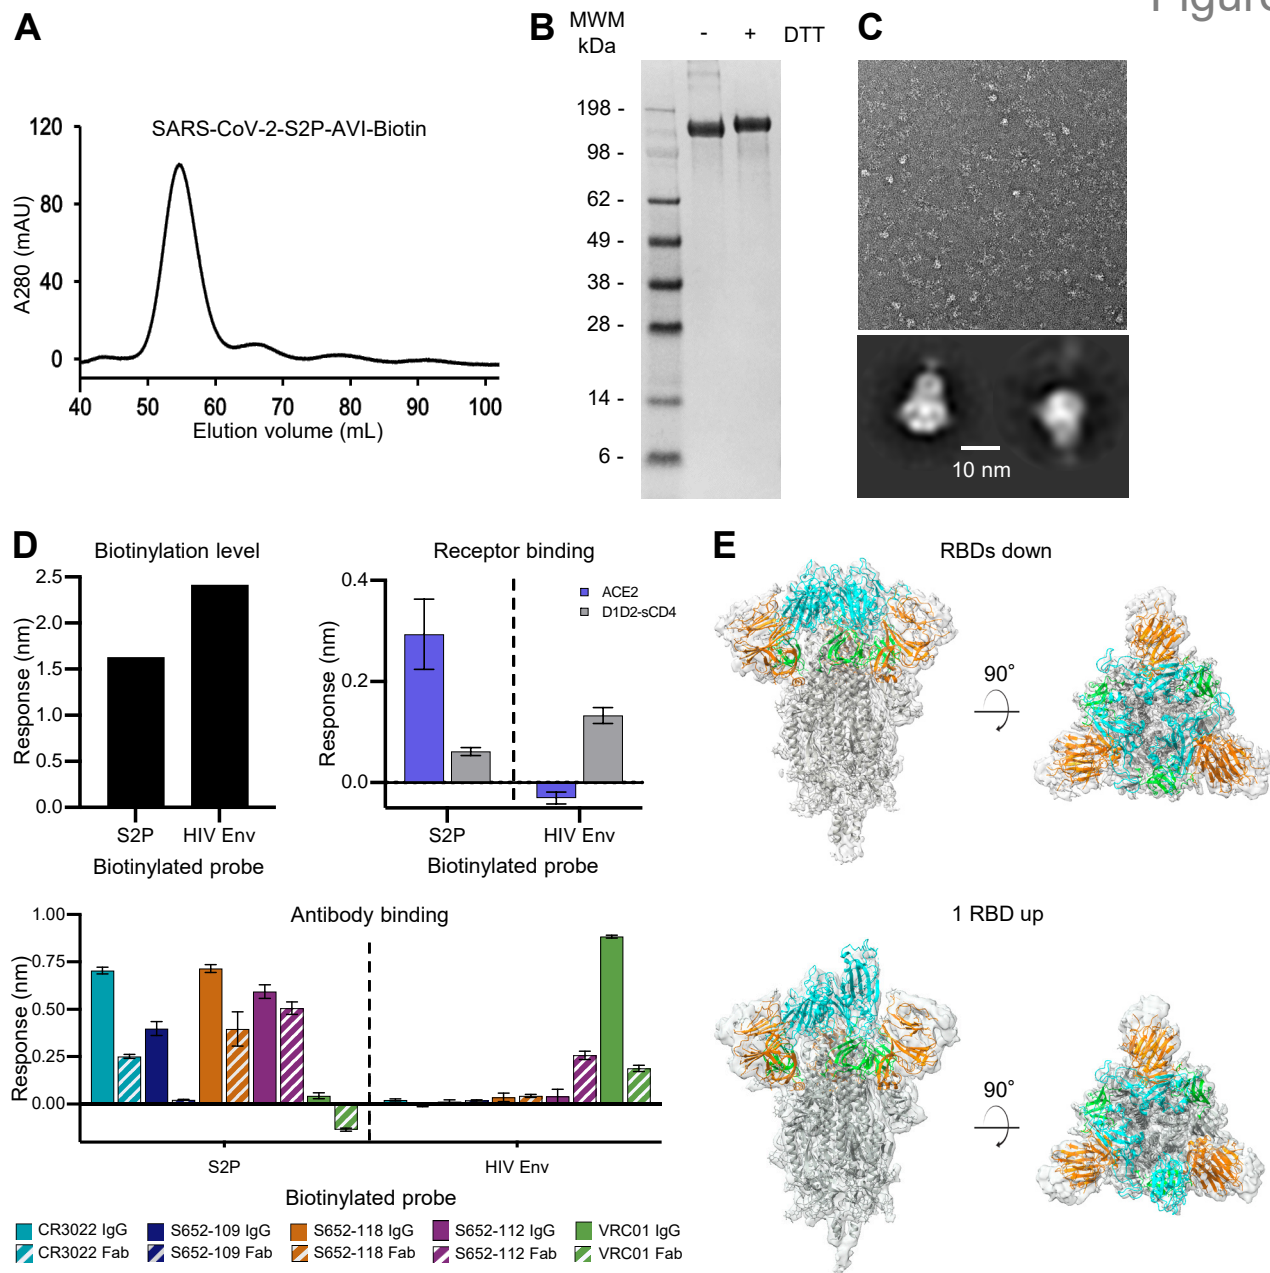 Figure
A
SARS-CoV-2-S2P-AVI-Biotin
120
80
40
0
A280 (mAU)
40 50 60 70 80 90 100
Elution volume (mL)
B
MWM
kDa
- + DTT
198 -
98 -
62 -
49 -
38 -
28 -
14 -
6 -
C
10 nm
D
Biotinylation level
2.5
2.0
1.5
1.0
0.5
0.0
Response (nm)
S2P HIV Env
Biotinylated probe
Receptor binding
ACE2
D1D2-sCD4
0.4
0.2
0.0
Response (nm)
S2P HIV Env
Biotinylated probe
Antibody binding
1.00
0.75
0.50
0.25
0.00
Response (nm)
S2P HIV Env
Biotinylated probe
CR3022 IgG S652-109 IgG S652-118 IgG S652-112 IgG VRC01 IgG
CR3022 Fab S652-109 Fab S652-118 Fab S652-112 Fab VRC01 Fab
E
RBDs down
90°
1 RBD up
90°